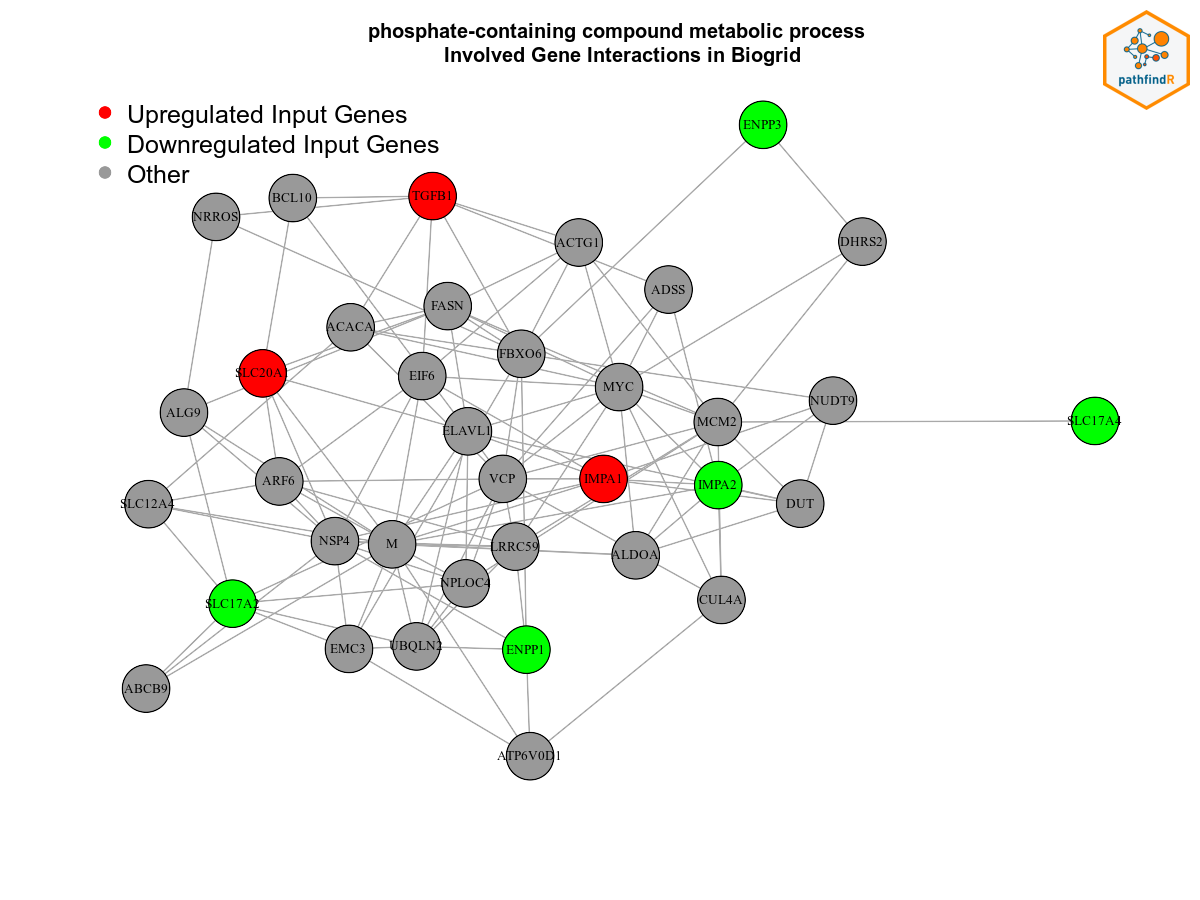 phosphate-containing compound metabolic process
Involved Gene Interactions in Biogrid
pathfindR
Upregulated Input Genes
Downregulated Input Genes
Other
ENPP3
BCL10
TGFB1
NRROS
ACTG1
DHRS2
ADSS
FASN
ACACA
FBXO6
SLC20A1
EIF6
MYC
NUDT9
ALG9
MCM2
SLC17A4
ELAVL1
VCP
IMPA1
IMPA2
ARF6
SLC12A4
DUT
NSP4
M
LRRC59
ALDOA
NPLOC4
SLC17A2
CUL4A
EMC3
UBQLN2
ENPP1
ABCB9
ATP6V0D1